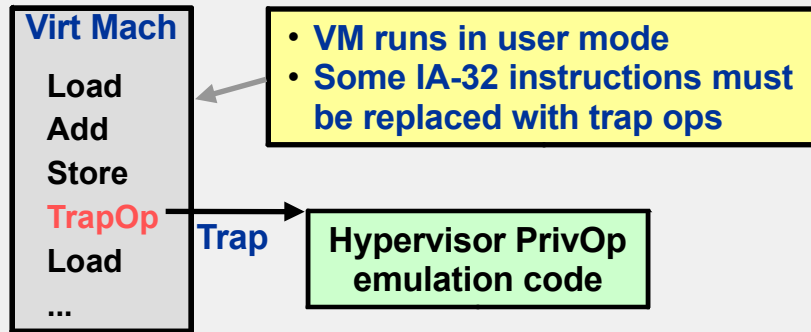 Virt Mach
Load
Add
Store
TrapOp
Load
...
• VM runs in user mode
• Some IA-32 instructions must
be replaced with trap ops
Trap
Hypervisor PrivOp
emulation code